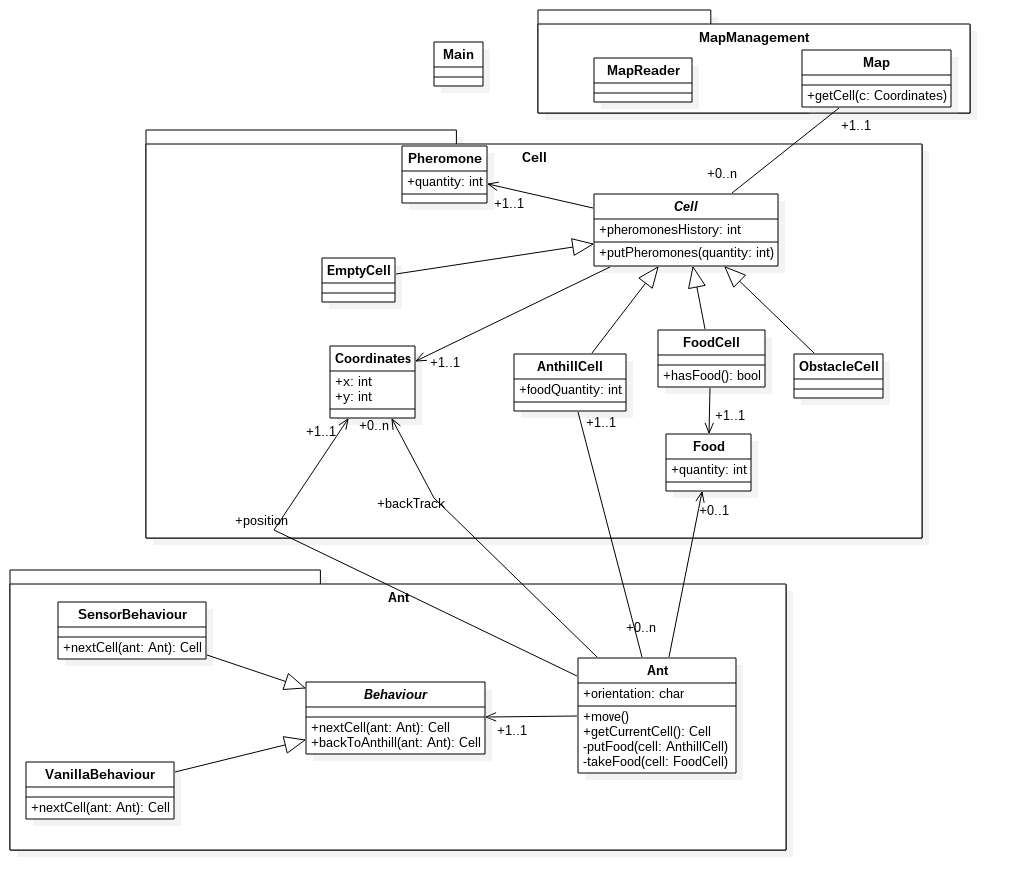 MapManagement
Main
MapReader
Map
+getCell(c: Coordinates)
+1..1
Cell
Pheromone
+quantity: int
+0..n
+1..1
Cell
+pheromonesHistory: int
+putPheromones(quantity: int)
EmptyCell
Coordinates
+x: int
+y: int
+1..1
AnthillCell
+foodQuantity: int
FoodCell
+hasFood(): bool
ObstacleCell
+1..1
+0..n
+1..1
+1..1
Food
+quantity: int
+backTrack
+position
+0..1
Ant
SensorBehaviour
+nextCell(ant: Ant): Cell
+0..n
Behaviour
+nextCell(ant: Ant): Cell
+backToAnthill(ant: Ant): Cell
+1..1
Ant
+orientation: char
+move()
+getCurrentCell(): Cell
-putFood(cell: AnthillCell)
-takeFood(cell: FoodCell)
VanillaBehaviour
+nextCell(ant: Ant): Cell